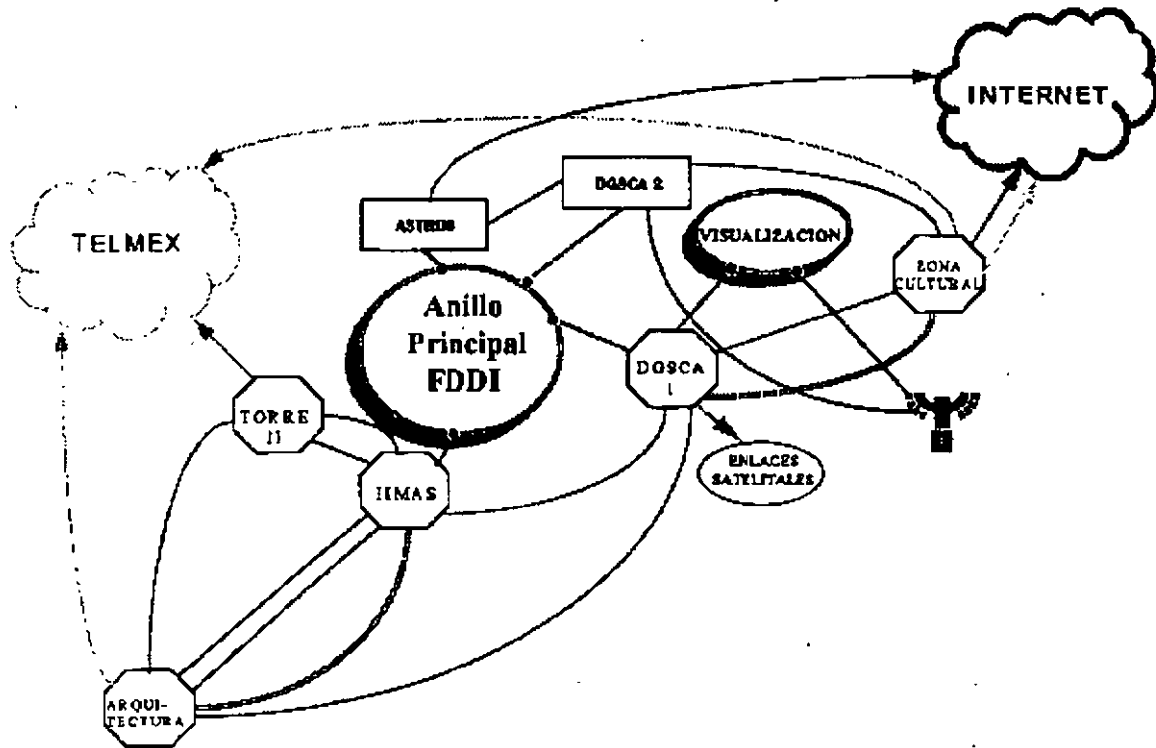 INTERNET
TELMEX
ASTROS
DGSCA 2
VISUALIZACION
ZONA
CULTURAL
Anillo
Principal
FDDI
DGSCA
1
TORRE
II
IIMAS
ENLACES
SATELITALES
ARQUI-
TECTURA